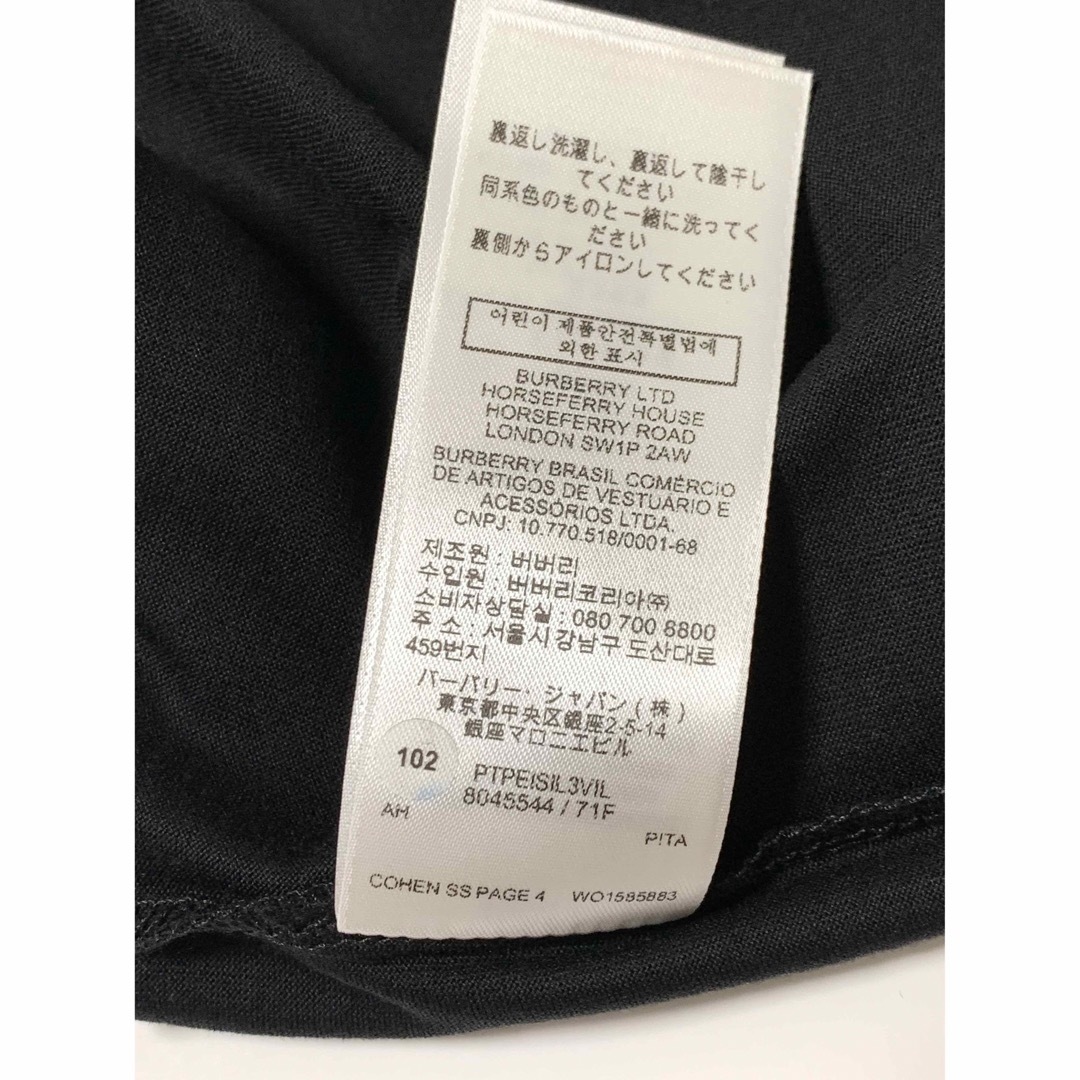 裏返し洗濯し、裏返して陰干し
てください
同系色のものと一緒に洗ってく
ださい
裏側からアイロンしてください
어린이 제품안전특별법에
의한 표시
BURBERRY LTD
HORSEFERRY HOUSE
HORSEFERRY ROAD
LONDON SW1P 2AW
BURBERRY BRASIL COMÉRCIO
DE ARTIGOS DE VESTUARIO E
ACESSÓRIOS LTDA.
CNPJ: 10.770.518/0001-68
제조원 : 버버리
수입원 : 버버리코리아㈜
소비자상담실 : 080 700 8800
주 소 : 서울시 강남구 도산대로
459번지
バーバリー・ジャパン(株)
東京都中央区銀座2-5-14
銀座マロニエビル
102
PTPEISIL3VIL
8045544 / 71F
AH
PITA
COHEN SS PAGE 4 WO1585883